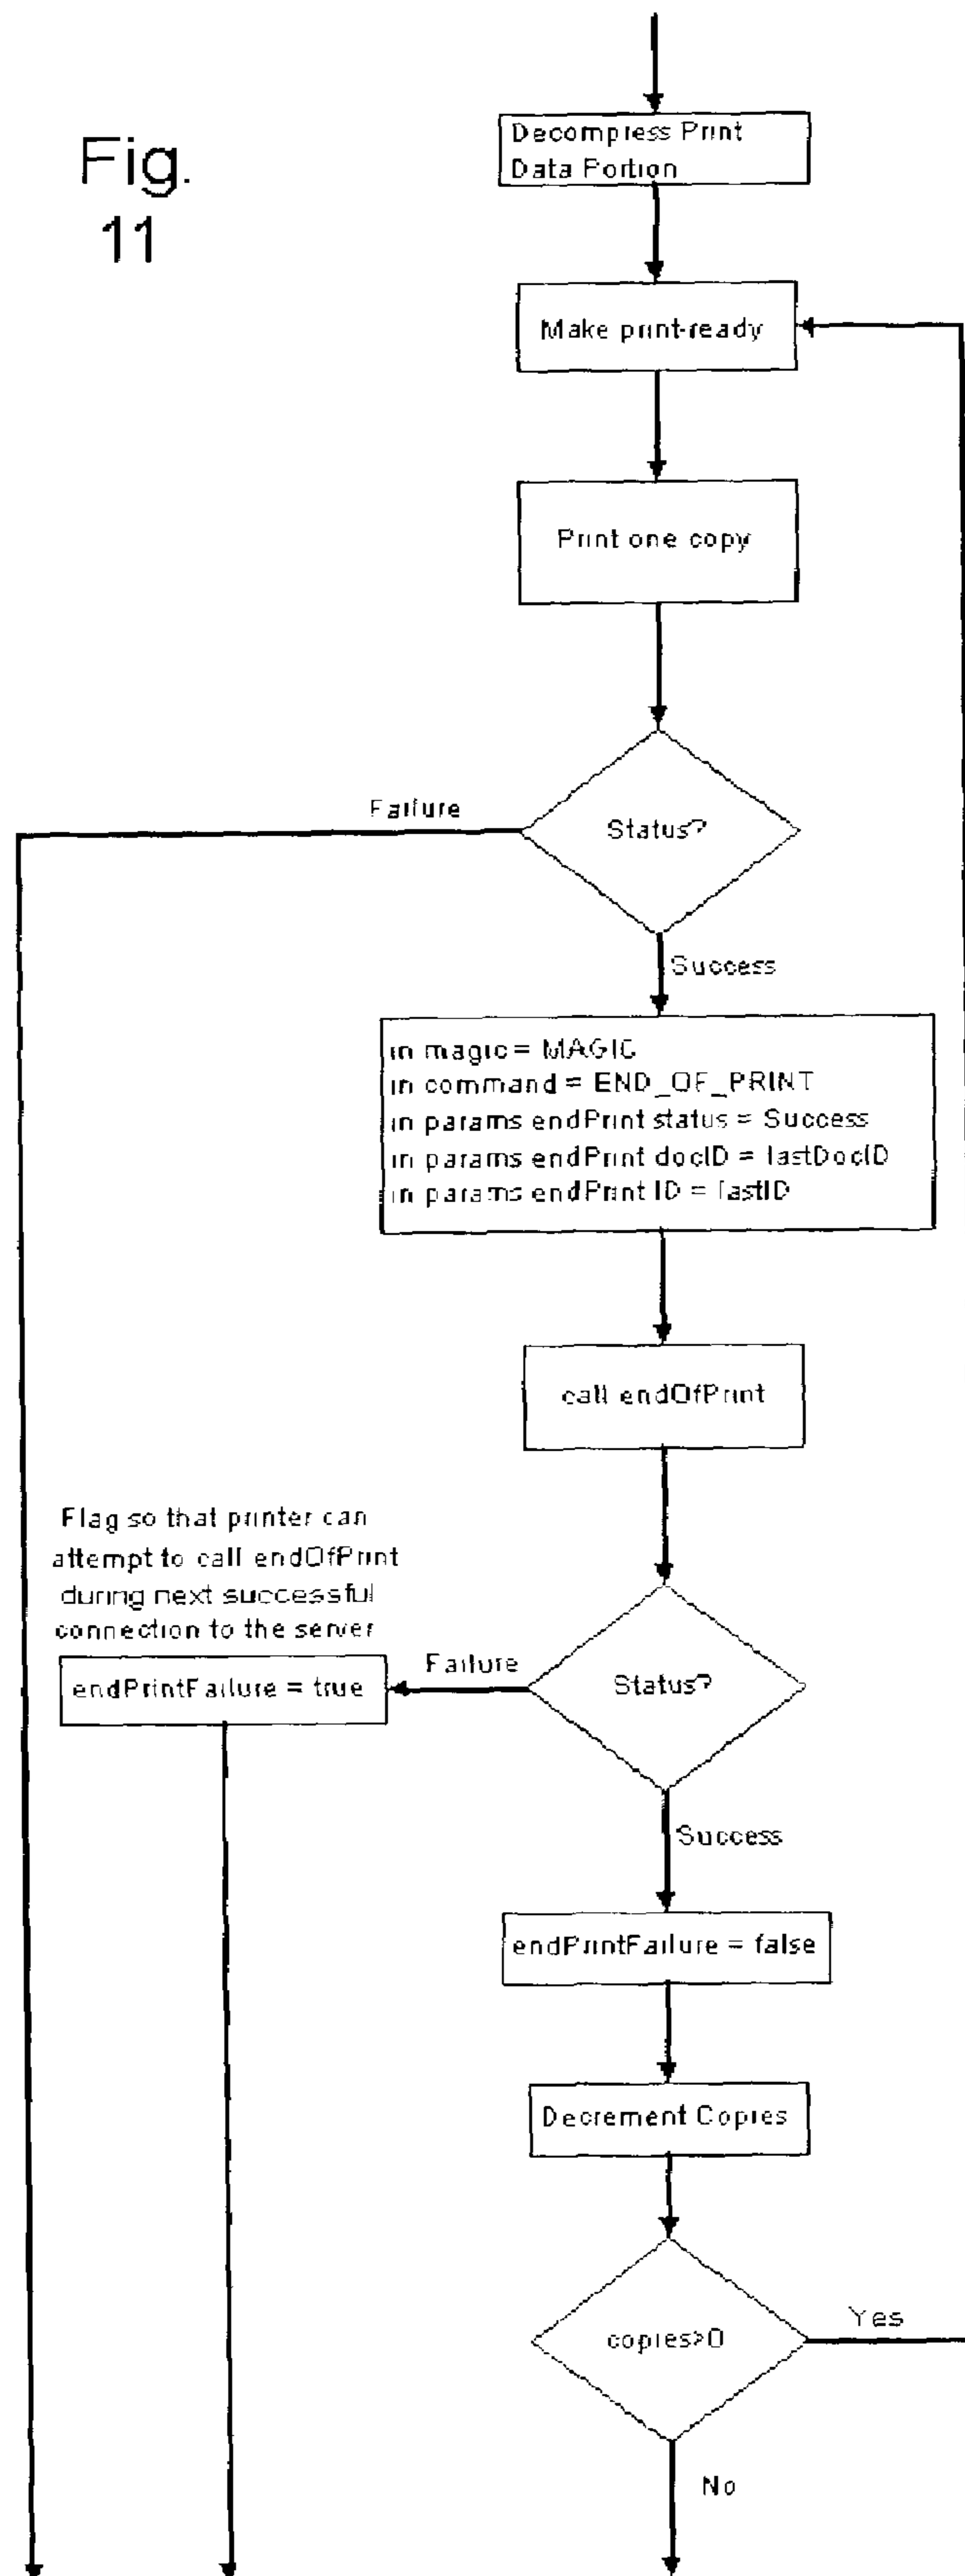 Fig.
11
Decompress Print
Data Portion
Make print-ready
Print one copy
Failure
Status?
Success
in magic = MAGIC
in command = END_OF_PRINT
in params endPrint status = Success
in params endPrint docID = lastDocID
in params endPrint ID = lastID
call endOfPrint
Flag so that printer can
attempt to call endOfPrint
during next successful
connection to the server
Failure
endPrintFailure = true
Status?
Success
endPrintFailure = false
Decrement Copies
copies>0
Yes
No